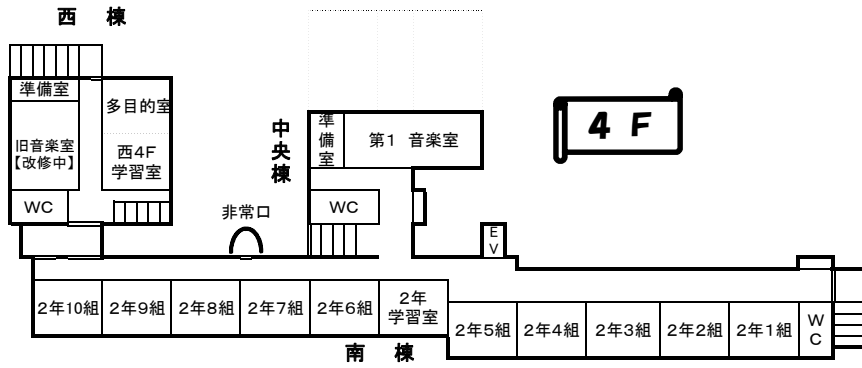 西 棟
準備室
多目的室
旧音楽室
【改修中】
西4F
学習室
WC
中央棟
準備室
第1 音楽室
WC
非常口
4 F
EV
2年10組
2年9組
2年8組
2年7組
2年6組
2年
学習室
2年5組
2年4組
2年3組
2年2組
2年1組
WC
南 棟